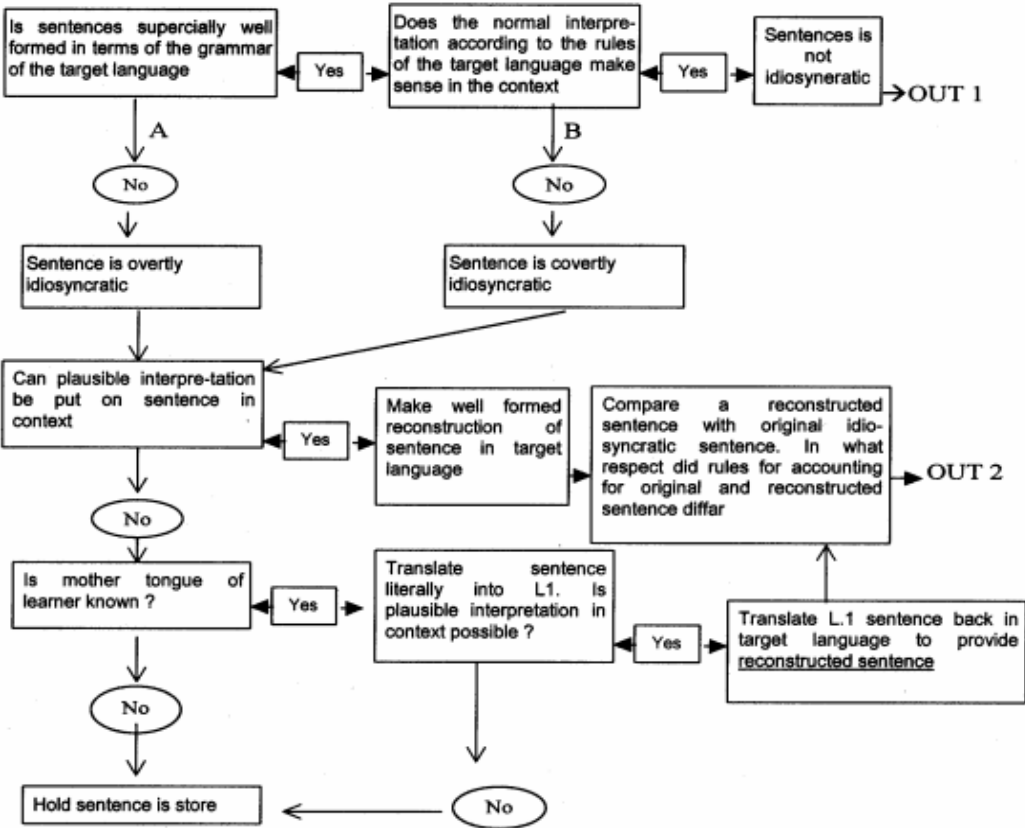 Is sentences supercially well
formed in terms of the grammar
of the target language
Yes
Does the normal interpre-
tation according to the rules
of the target language make
sense in the context
Yes
Sentences is
not
idiosyneratic
OUT 1
A
B
No
No
Sentence is overtly
idiosyncratic
Sentence is covertly
idiosyncratic
Can plausible interpre-tation
be put on sentence in
context
Yes
Make well formed
reconstruction of
sentence in target
language
Compare a reconstructed
sentence with original idio-
syncratic sentence. In what
respect did rules for accounting
for original and reconstructed
sentence diffar
OUT 2
No
Is mother tongue of
learner known ?
Yes
Translate sentence
literally into L1. Is
plausible interpretation in
context possible ?
Yes
Translate L.1 sentence back in
target language to provide
reconstructed sentence
No
Hold sentence is store
No